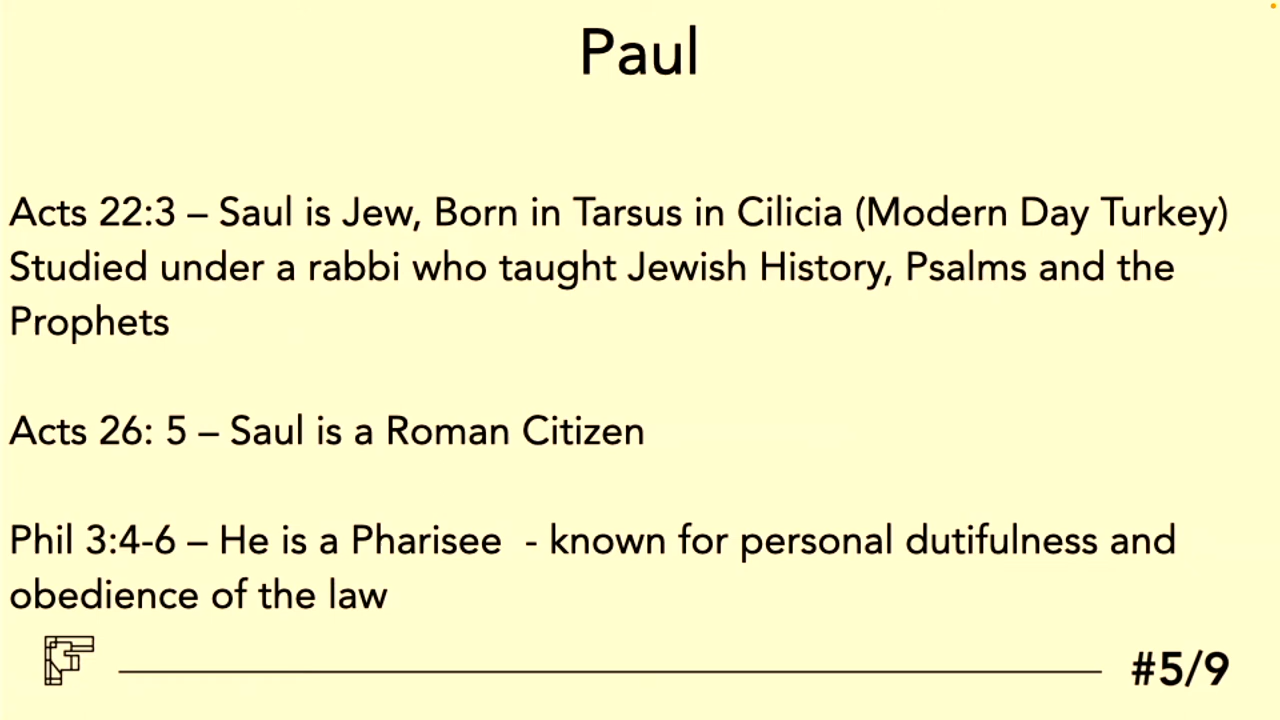 Paul
Acts 22:3 – Saul is Jew, Born in Tarsus in Cilicia (Modern Day Turkey)
Studied under a rabbi who taught Jewish History, Psalms and the
Prophets
Acts 26: 5 – Saul is a Roman Citizen
Phil 3:4-6 – He is a Pharisee  - known for personal dutifulness and
obedience of the law
#5/9